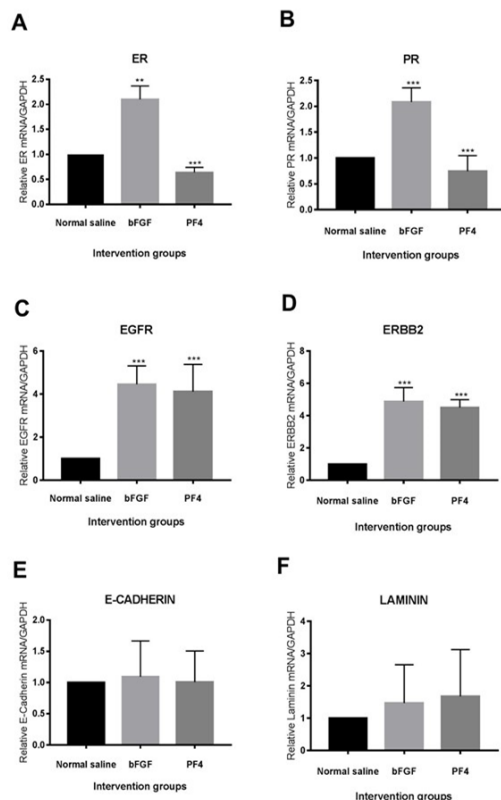 A
ER
Relative ER mRNA/GAPDH
2.5
2.0
1.5
1.0
0.5
0.0
**
***
Normal saline bFGF PF4
Intervention groups
B
PR
Relative PR mRNA/GAPDH
2.5
2.0
1.5
1.0
0.5
0.0
***
***
Normal saline bFGF PF4
Intervention groups
C
EGFR
Relative EGFR mRNA/GAPDH
6
4
2
0
***
***
Normal saline bFGF PF4
Intervention groups
D
ERBB2
Relative ERBB2 mRNA/GAPDH
8
6
4
2
0
***
***
Normal saline bFGF PF4
Intervention groups
E
E-CADHERIN
Relative E-Cadherin mRNA/GAPDH
2.0
1.5
1.0
0.5
0.0
Normal saline bFGF PF4
Intervention groups
F
LAMININ
Relative Laminin mRNA/GAPDH
4
3
2
1
0
Normal saline bFGF PF4
Intervention groups